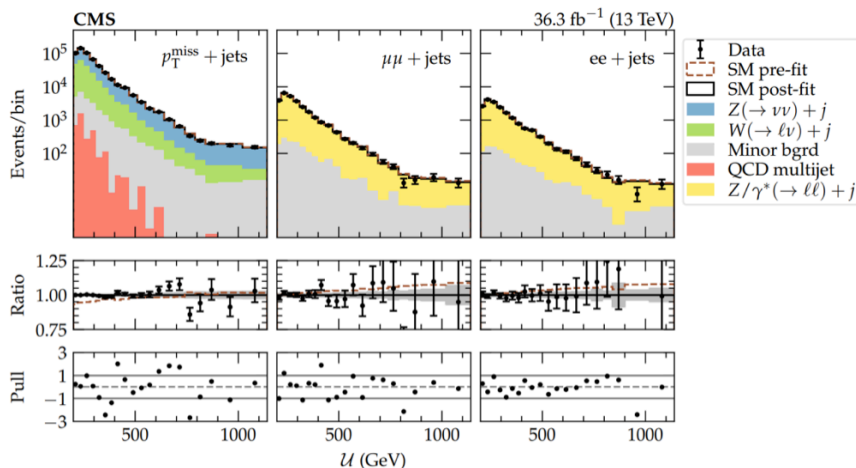 CMS
36.3 fb⁻¹ (13 TeV)
p_T^miss + jets
μμ + jets
ee + jets
Data
SM pre-fit
SM post-fit
Z(→ νν) + j
W(→ ℓν) + j
Minor bgrd
QCD multijet
Z/γ*(→ ℓℓ) + j
Events/bin
10⁵
10⁴
10³
10²
Ratio
1.25
1.00
0.75
Pull
3
1
−1
−3
500 1000 500 1000 500 1000
U (GeV)